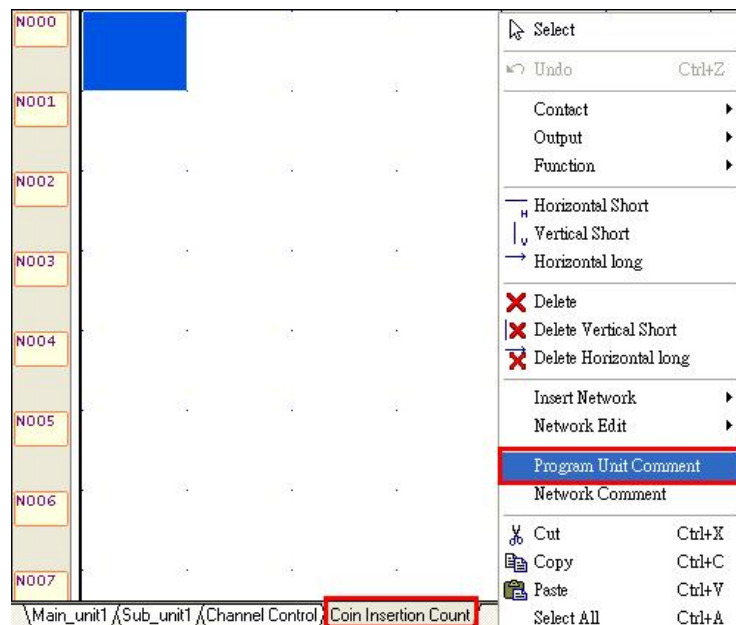 N000
N001
N002
N003
N004
N005
N006
N007
\Main_unit1 /(Sub_unit1 /(Channel Control) Coin Insertion Count /
Select
Undo Ctrl+Z
Contact
Output
Function
H Horizontal Short
V Vertical Short
Horizontal long
Delete
Delete Vertical Short
Delete Horizontal long
Insert Network
Network Edit
Program Unit Comment
Network Comment
Cut Ctrl+X
Copy Ctrl+C
Paste Ctrl+V
Select All Ctrl+A